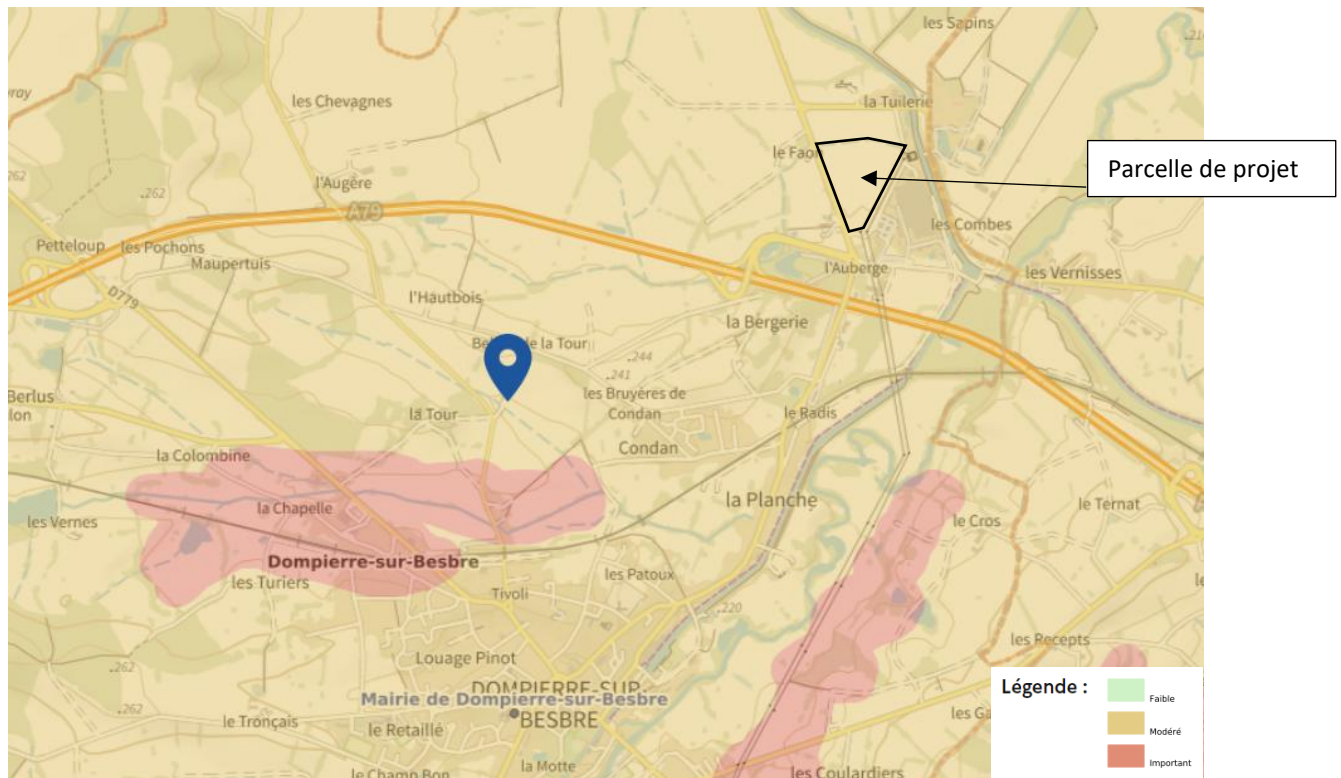 les Sapins
.210
les Chevagnes
la Tuilerie
le Faon
Parcelle de projet
.262
.262
l'Augère
A79
Petteloup
les Pochons
Maupertuis
les Combes
l'Auberge
les Vernisses
D779
l'Hautbois
la Bergerie
de la Tour
.244
.241
les Bruyères de
Condan
Berlus
la Tour
le Radis
la Colombine
Condan
la Planche
la Chapelle
le Ternat
les Vernes
le Cros
Dompierre-sur-Besbre
les Turiers
les Patoux
Tivoli
.220
les Recepts
.262
Louage Pinot
DOMPIERRE-SUR-
Mairie de Dompierre-sur-Besbre
BESBRE
.262
le Tronçais
le Retaillé
la Motte
le Champ Bon
les Coulardiers
Légende :
Faible
Modéré
Important